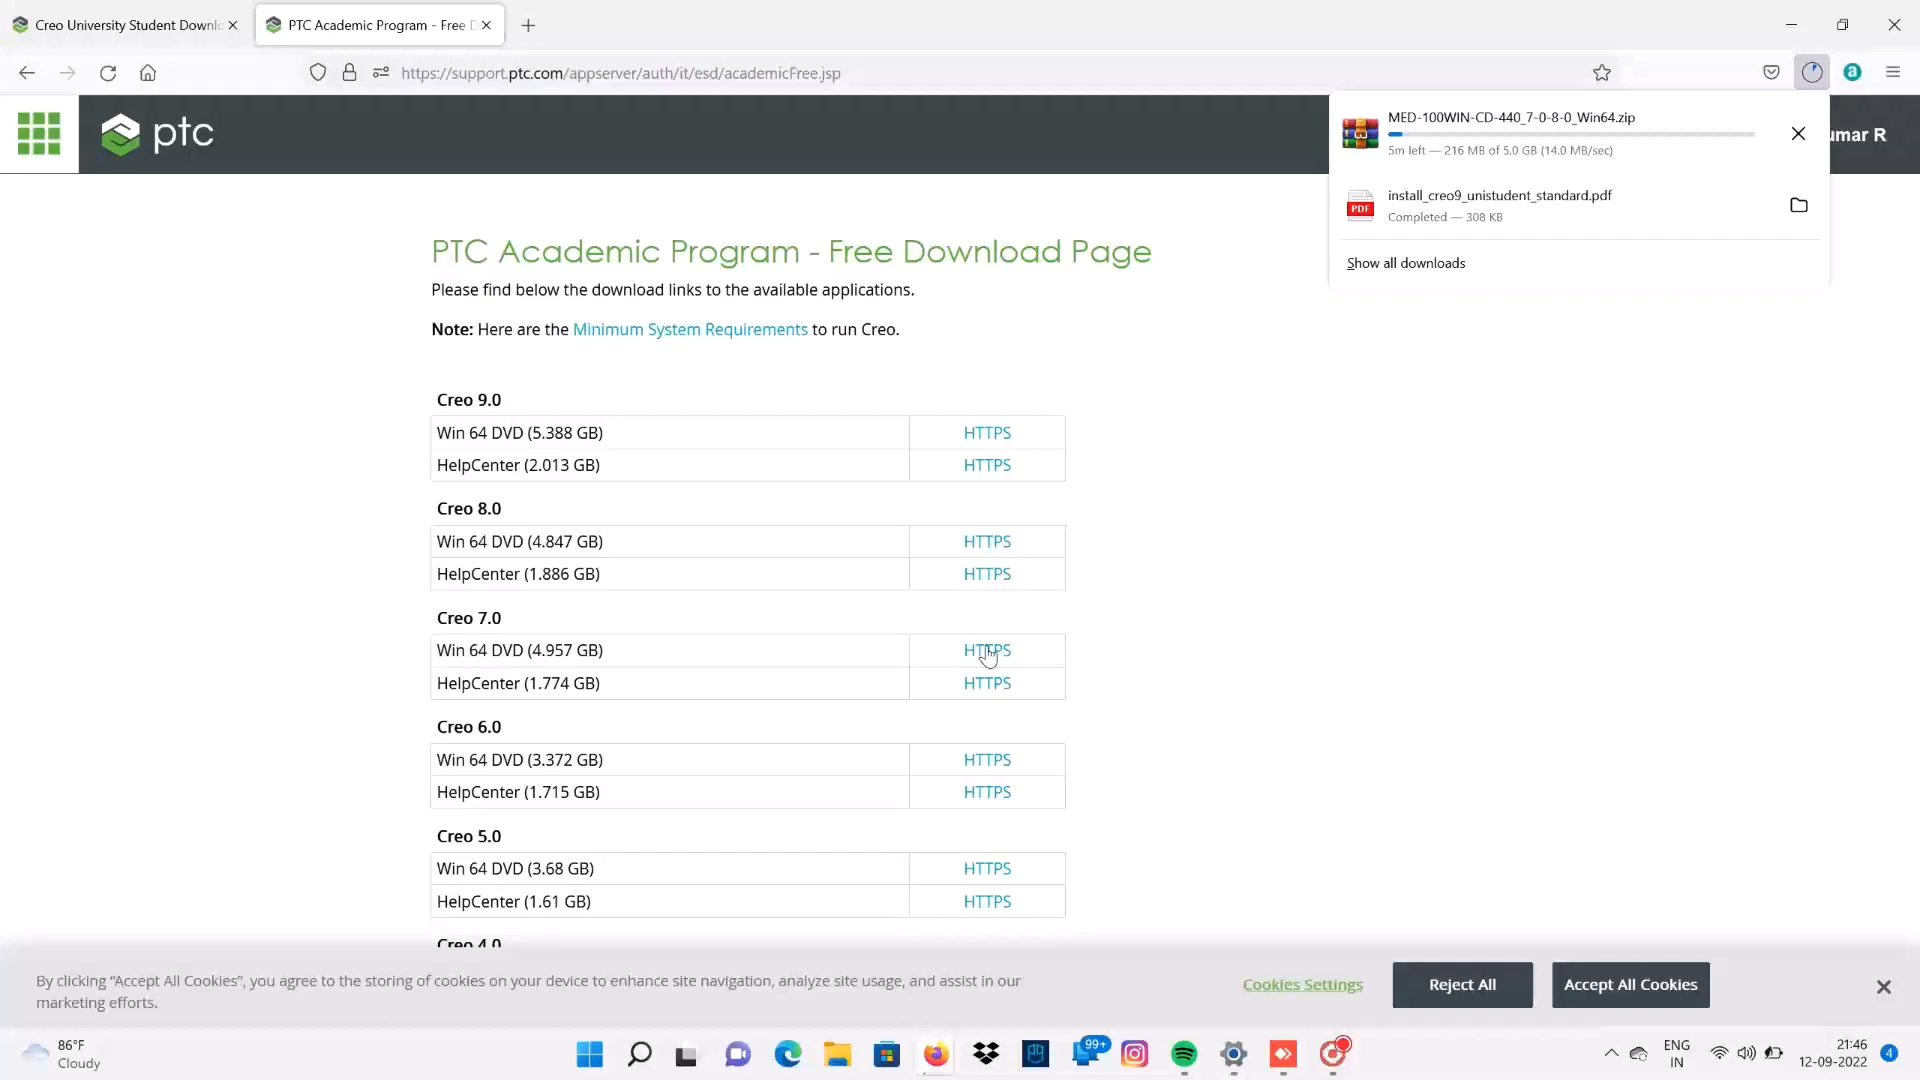 Creo University Student Downlo
PTC Academic Program - Free D
https://support.ptc.com/appserver/auth/it/esd/academicFree.jsp
a
ptc
umar R
MED-100WIN-CD-440_7-0-8-0_Win64.zip
5m left — 216 MB of 5.0 GB (14.0 MB/sec)
PDF
install_creo9_unistudent_standard.pdf
Completed — 308 KB
Show all downloads
PTC Academic Program - Free Download Page
Please find below the download links to the available applications.
Note: Here are the Minimum System Requirements to run Creo.
Creo 9.0
Win 64 DVD (5.388 GB) HTTPS
HelpCenter (2.013 GB) HTTPS
Creo 8.0
Win 64 DVD (4.847 GB) HTTPS
HelpCenter (1.886 GB) HTTPS
Creo 7.0
Win 64 DVD (4.957 GB) HTTPS
HelpCenter (1.774 GB) HTTPS
Creo 6.0
Win 64 DVD (3.372 GB) HTTPS
HelpCenter (1.715 GB) HTTPS
Creo 5.0
Win 64 DVD (3.68 GB) HTTPS
HelpCenter (1.61 GB) HTTPS
Creo 4.0
By clicking “Accept All Cookies”, you agree to the storing of cookies on your device to enhance site navigation, analyze site usage, and assist in our
marketing efforts.
Cookies Settings
Reject All
Accept All Cookies
86°F
Cloudy
99+
ENG
IN
21:46
12-09-2022
4